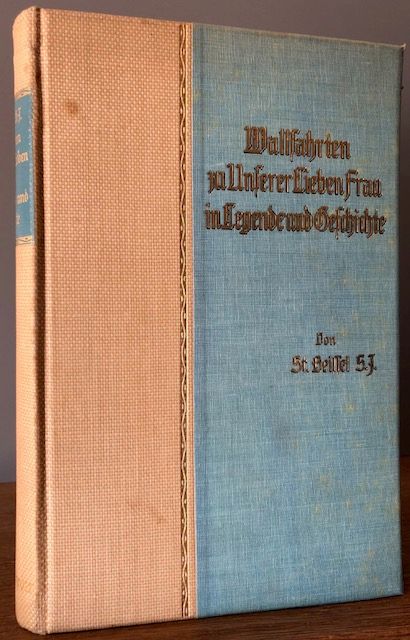 Wallfahrten
zu Unserer Lieben Frau
in Legende und Geschichte
Von
St. Beissel S.J.